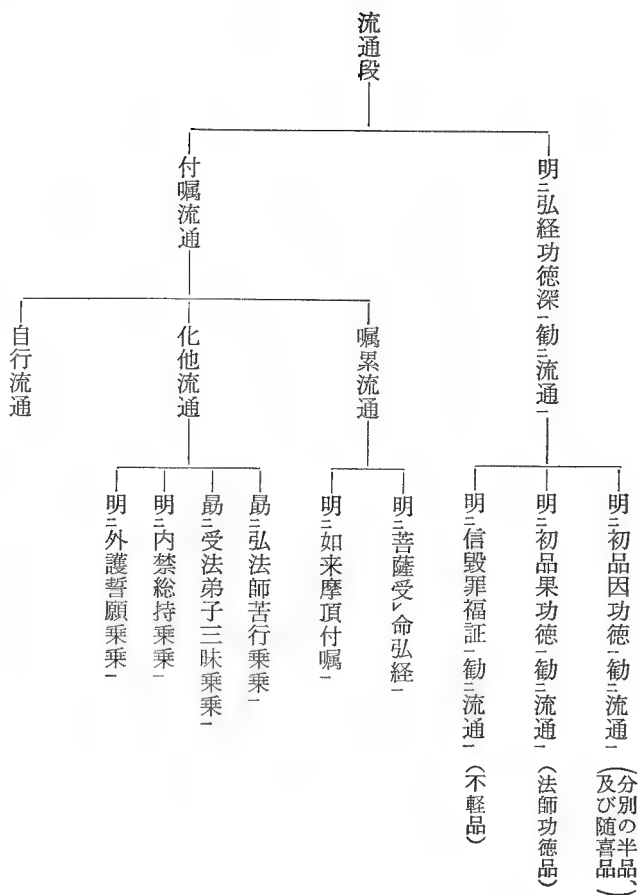 流通段
明㆓弘経功徳深㆒勧㆓流通㆒
明㆓初品因功徳㆒勧㆓流通㆒（分別の半品、
及び随喜品）
明㆓初品果功徳㆒勧㆓流通㆒（法師功徳品）
明㆓信毀罪福証㆒勧㆓流通㆒（不軽品）
付嘱流通
嘱累流通
明㆓菩薩受㆑命弘経㆒
明㆓如来摩頂付嘱㆒
化他流通
勗㆓弘法師苦行乗乗㆒
勗㆓受法弟子三昧乗乗㆒
明㆓内禁総持乗乗㆒
明㆓外護誓願乗乗㆒
自行流通